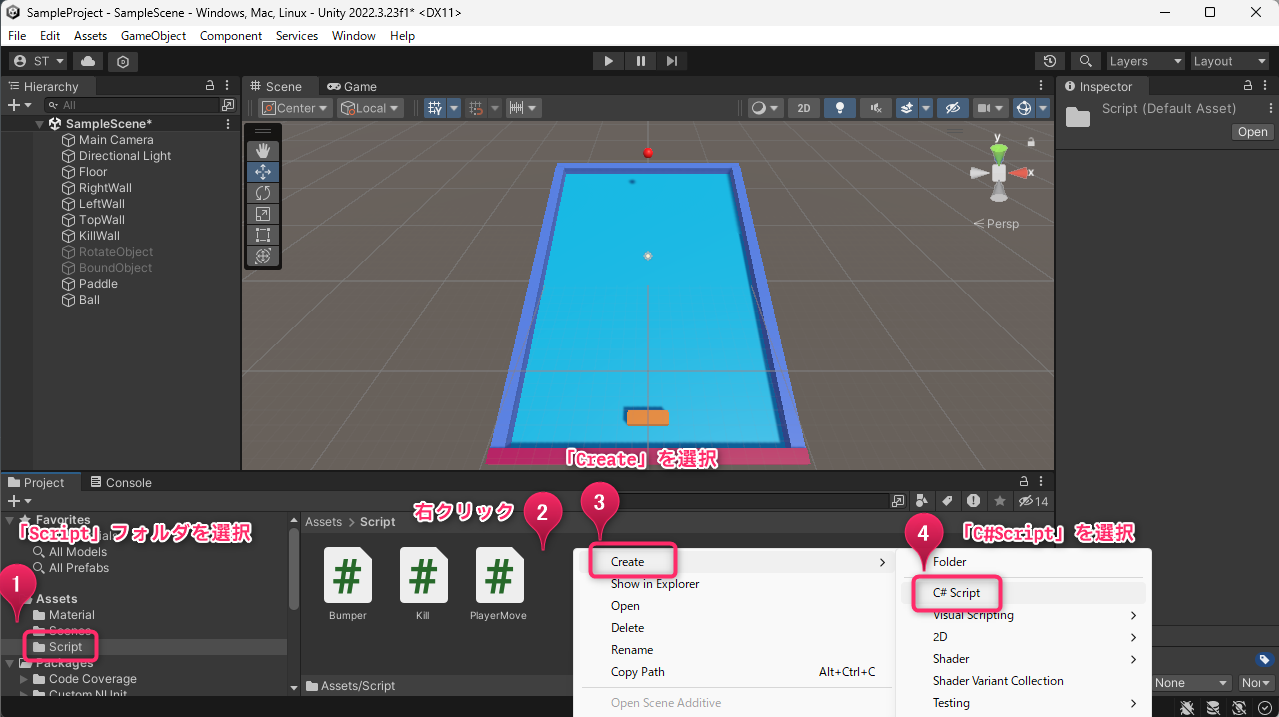 SampleProject - SampleScene - Windows, Mac, Linux - Unity 2022.3.23f1* <DX11>
File Edit Assets GameObject Component Services Window Help
ST
Layers
Layout
Hierarchy
All
SampleScene*
Main Camera
Directional Light
Floor
RightWall
LeftWall
TopWall
KillWall
RotateObject
BoundObject
Paddle
Ball
Scene
Game
Center
Local
2D
y
x
Persp
Inspector
Script (Default Asset)
Open
「Create」を選択
Project
Console
14
Favorites
「Script」フォルダを選択
All Models
All Prefabs
1
Assets
Material
Scenes
Script
Packages
Code Coverage
Custom NUnit
Assets > Script
右クリック
2
3
4
「C#Script」を選択
Bumper
Kill
PlayerMove
Assets/Script
Create
Show in Explorer
Open
Delete
Rename
Copy Path Alt+Ctrl+C
Open Scene Additive
Folder
C# Script
Visual Scripting
2D
Shader
Shader Variant Collection
Testing
None